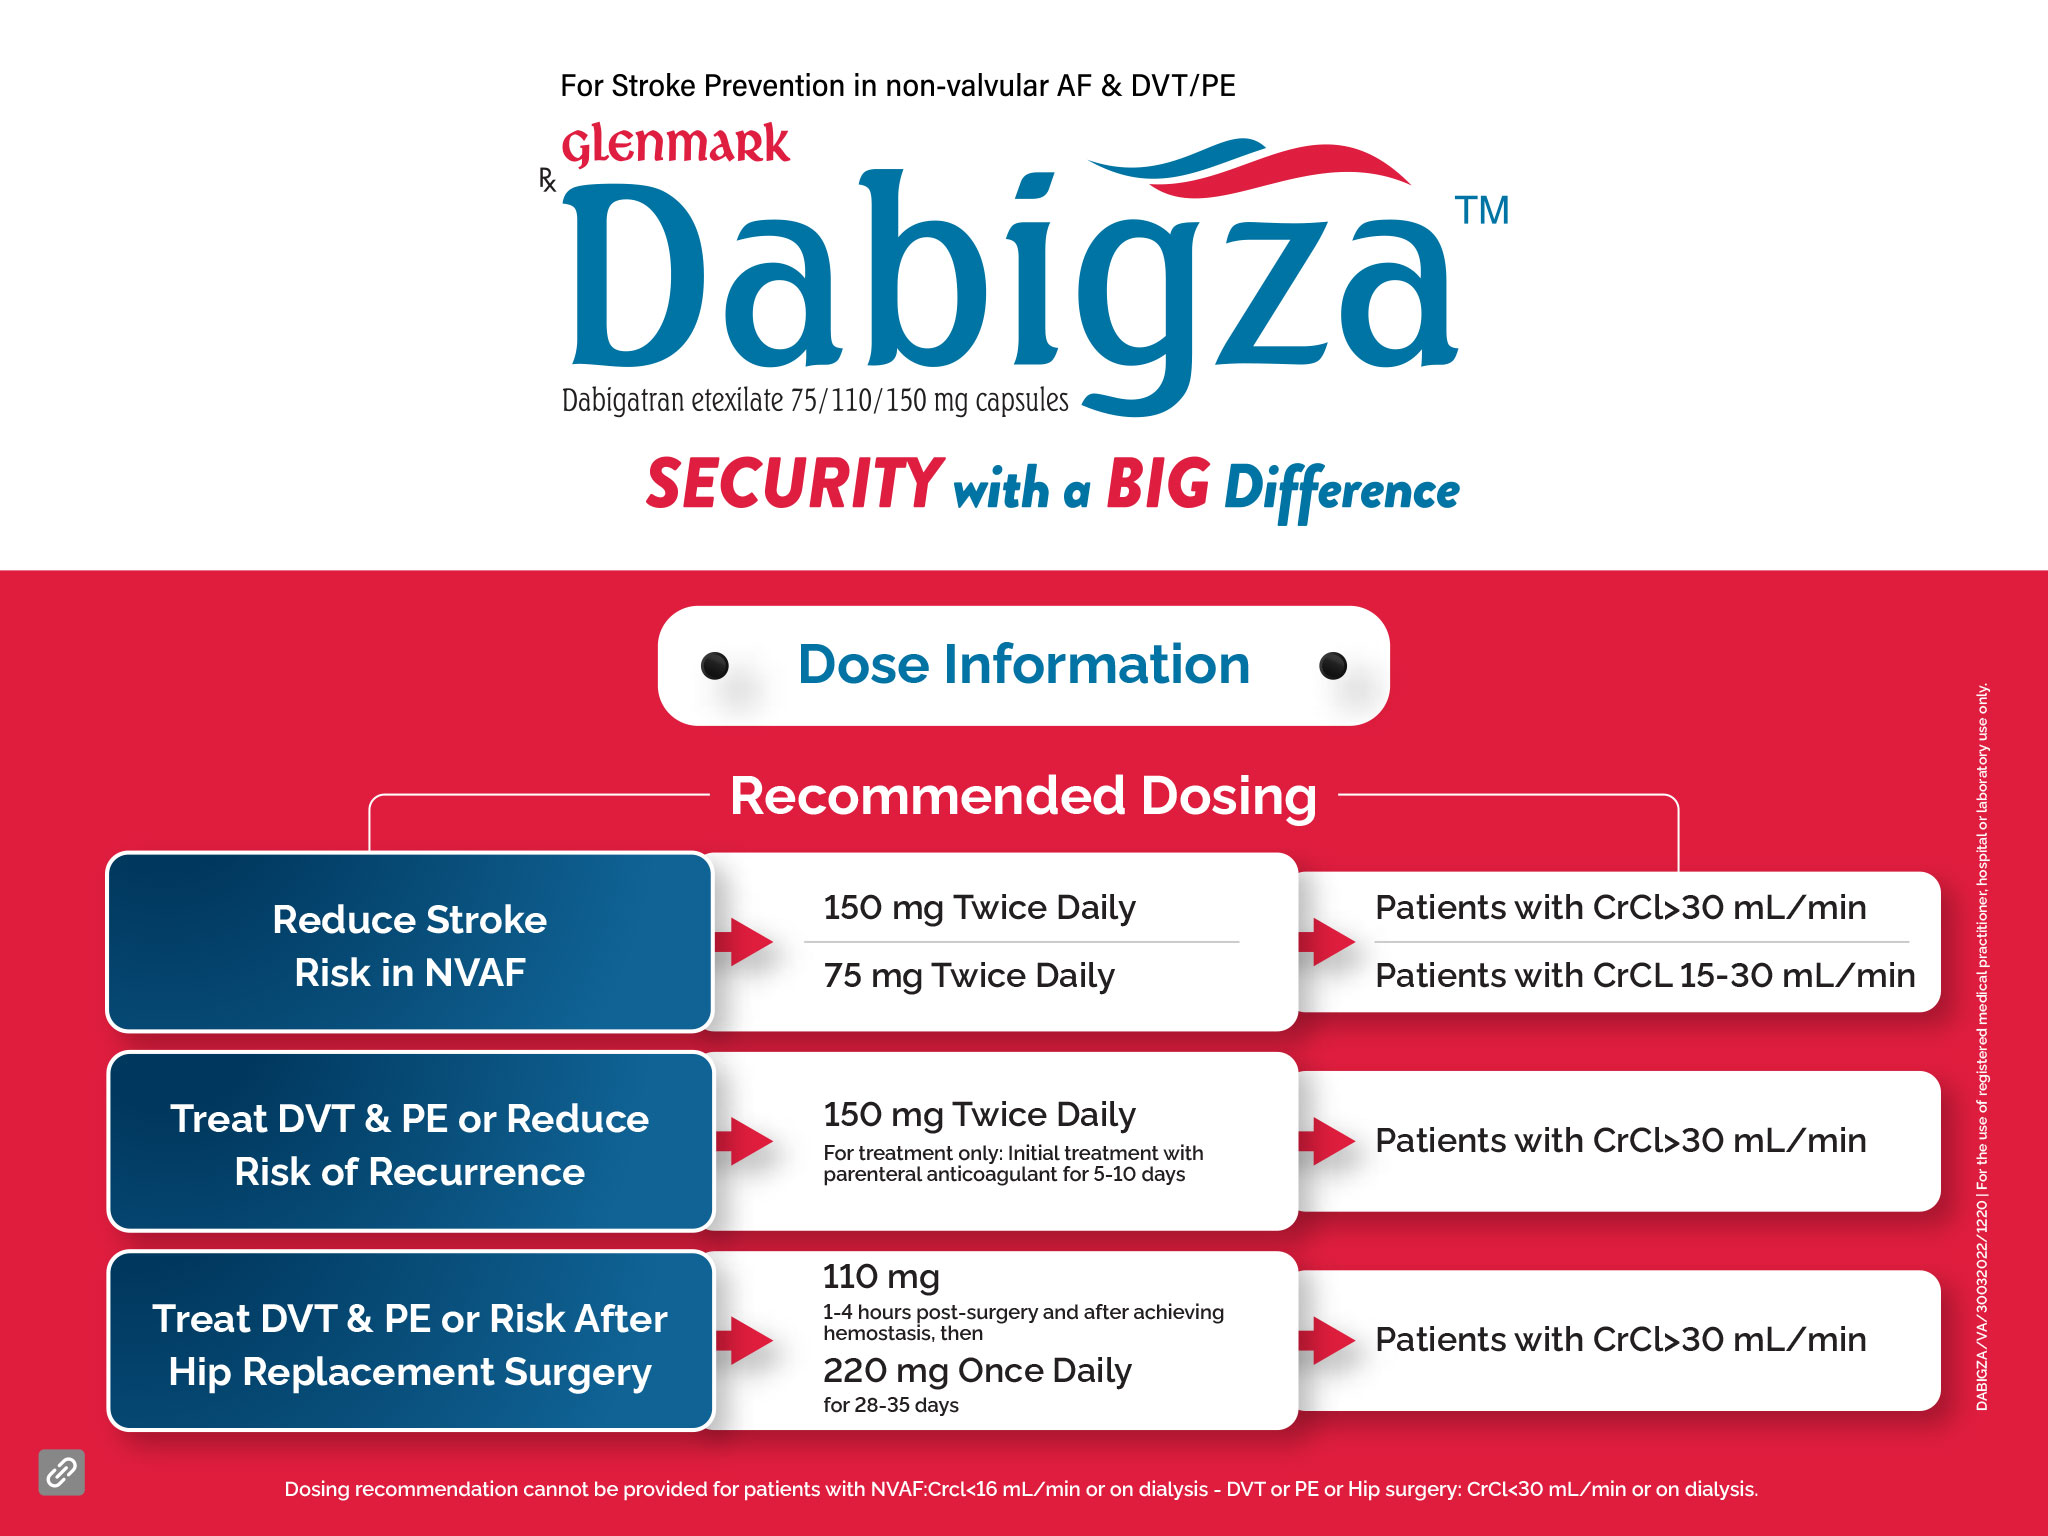 For Stroke Prevention in non-valvular AF & DVT/PE
glenmark
Rx
Dabigza™
Dabigatran etexilate 75/110/150 mg capsules
SECURITY with a BIG Difference
Dose Information
Recommended Dosing
Reduce Stroke
Risk in NVAF
150 mg Twice Daily
Patients with CrCl>30 mL/min
75 mg Twice Daily
Patients with CrCL 15-30 mL/min
Treat DVT & PE or Reduce
Risk of Recurrence
150 mg Twice Daily
For treatment only: Initial treatment with
parenteral anticoagulant for 5-10 days
Patients with CrCl>30 mL/min
Treat DVT & PE or Risk After
Hip Replacement Surgery
110 mg
1-4 hours post-surgery and after achieving
hemostasis, then
220 mg Once Daily
for 28-35 days
Patients with CrCl>30 mL/min
Dosing recommendation cannot be provided for patients with NVAF:Crcl<16 mL/min or on dialysis - DVT or PE or Hip surgery: CrCl<30 mL/min or on dialysis.
DABIGZA/VA/30032022/1220 | For the use of registered medical practitioner, hospital or laboratory use only.